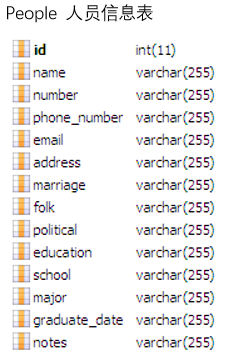 People 人员信息表
id int(11)
name varchar(255)
number varchar(255)
phone_number varchar(255)
email varchar(255)
address varchar(255)
marriage varchar(255)
folk varchar(255)
political varchar(255)
education varchar(255)
school varchar(255)
major varchar(255)
graduate_date varchar(255)
notes varchar(255)